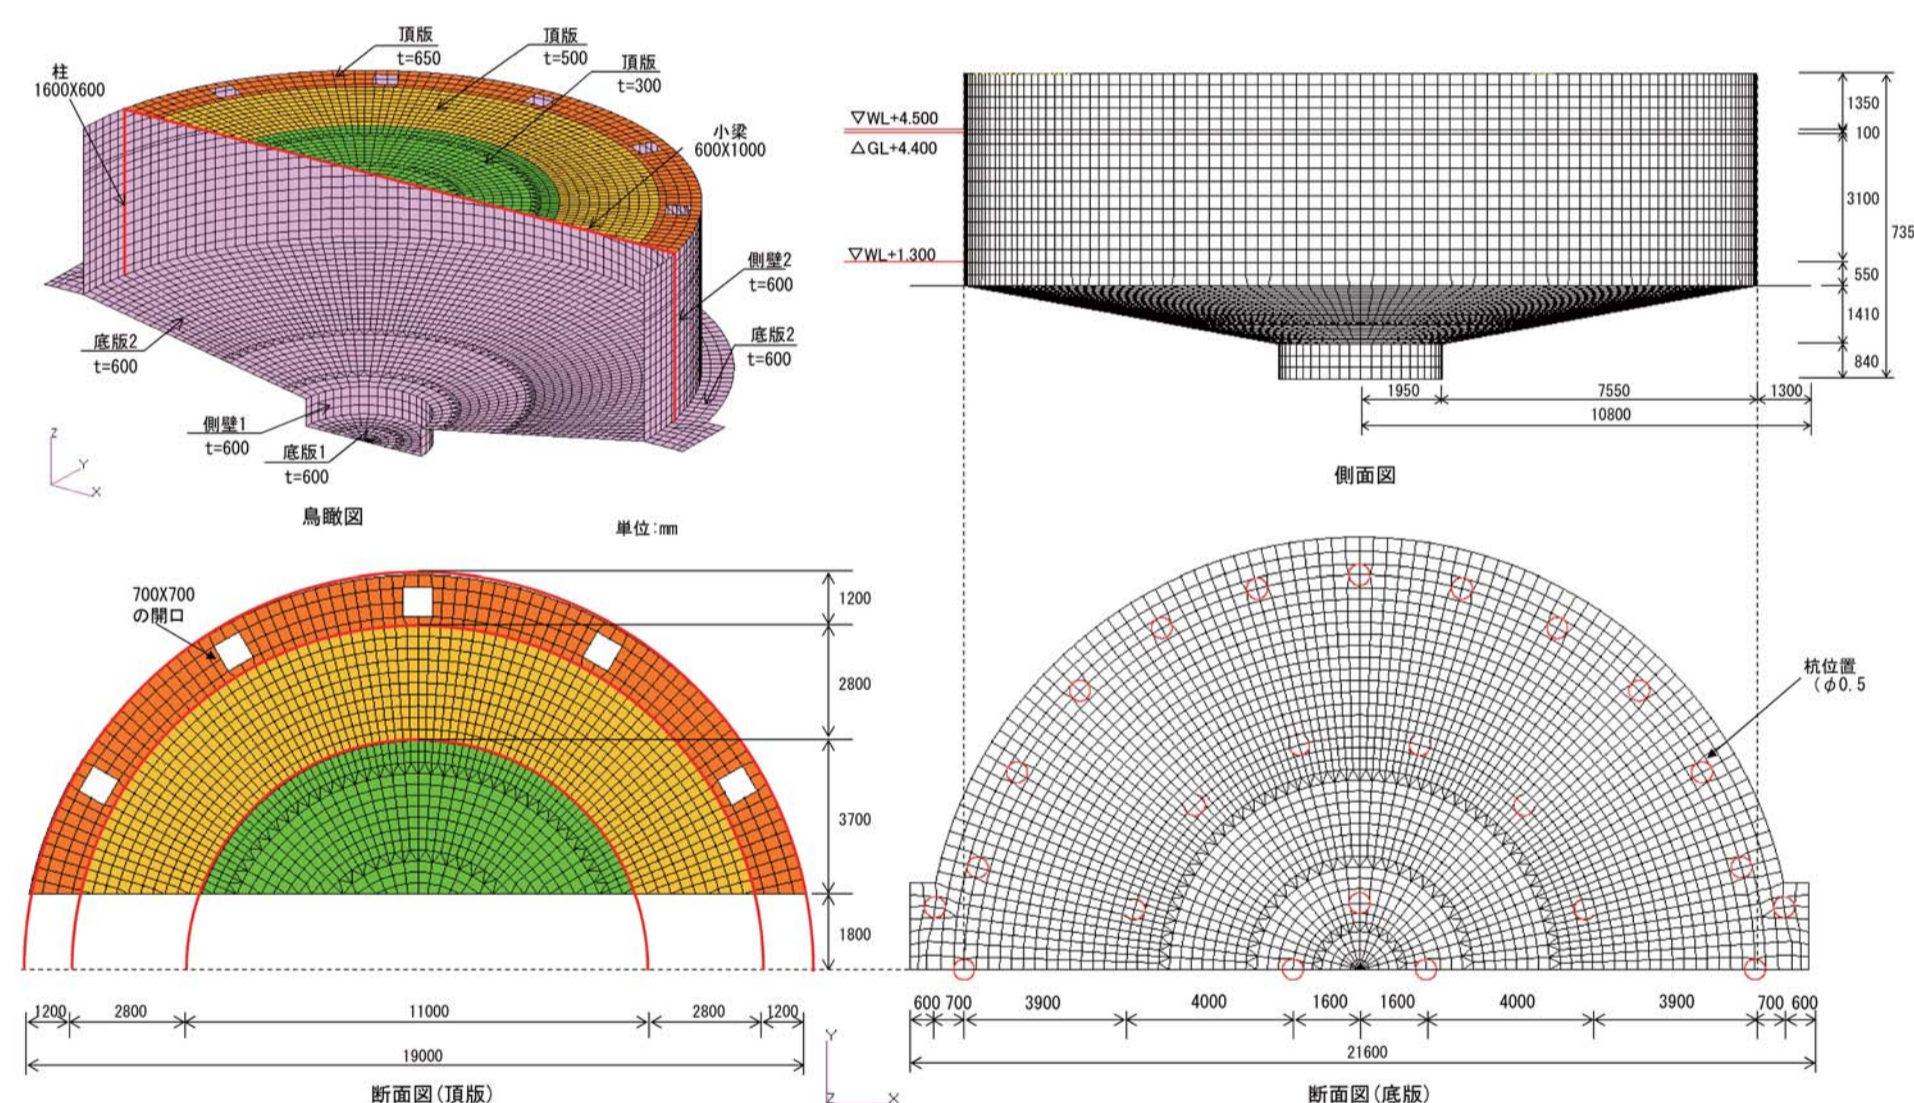 頂版
t=650
頂版
t=500
頂版
t=300
柱
1600X600
小梁
600X1000
側壁2
t=600
底版2
t=600
底版2
t=600
側壁1
t=600
底版1
t=600
Z
Y
X
鳥瞰図
単位:mm
▽WL+4.500
△GL+4.400
▽WL+1.300
1350
100
3100
735
550
1410
840
1950
7550
1300
10800
側面図
700X700
の開口
1200
2800
3700
1800
1200
2800
11000
2800
1200
19000
断面図(頂版)
Y
Z
X
杭位置
(φ0.5
600
700
3900
4000
1600
1600
4000
3900
700
600
21600
断面図(底版)